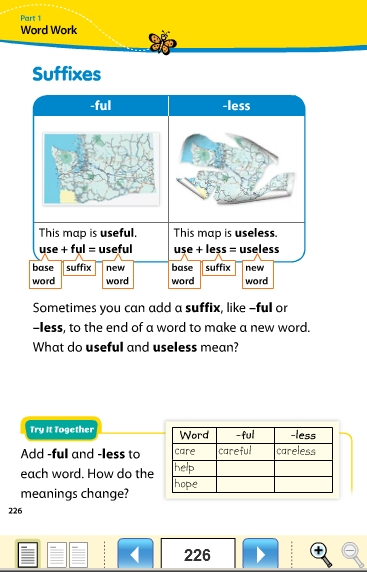 Part 1
Word Work
Suffixes
-ful -less
This map is useful. This map is useless.
use + ful = useful use + less = useless
base word suffix new word base word suffix new word
Sometimes you can add a suffix, like –ful or
–less, to the end of a word to make a new word.
What do useful and useless mean?
Try It Together
Add -ful and -less to
each word. How do the
meanings change?
Word -ful -less
care careful careless
help
hope
226
226